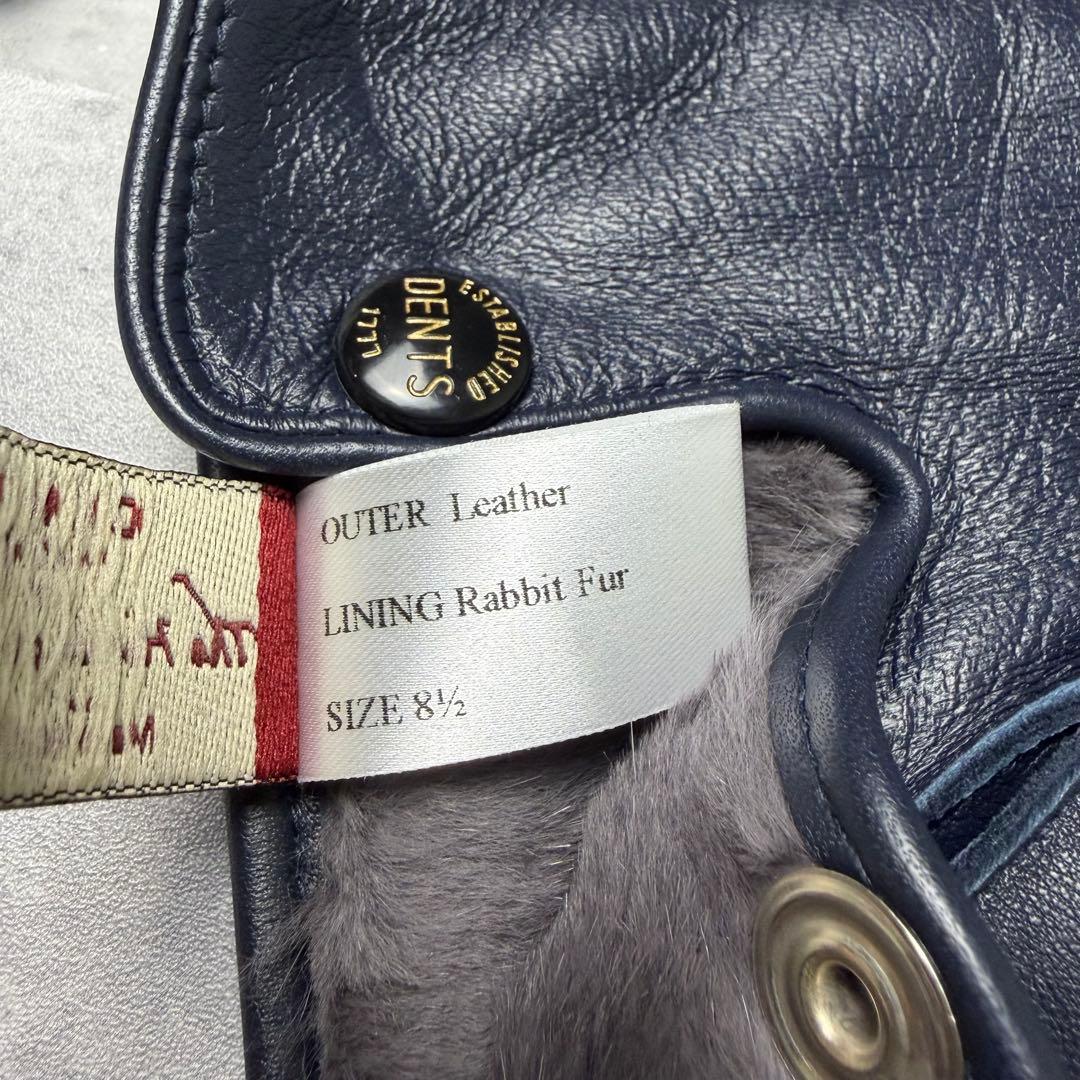 ESTABLISHED
DENTS
1777
OUTER Leather
LINING Rabbit Fur
SIZE 8½